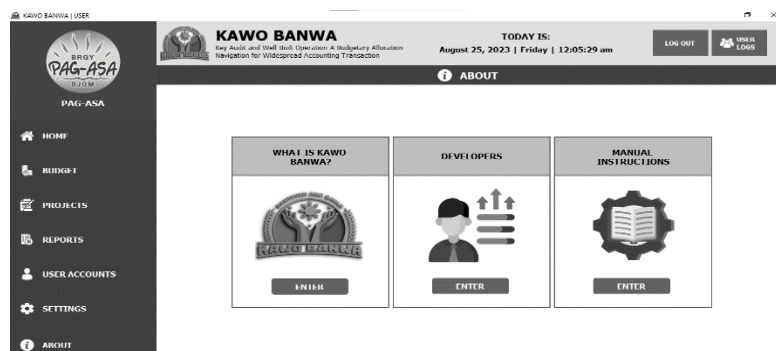 KAWO BANWA | USER
BRGY
PAG-ASA
BJOM
PAG-ASA
HOME
BUDGET
PROJECTS
REPORTS
USER ACCOUNTS
SETTINGS
ABOUT
KAWO BANWA
Key Audit and Well-Built Operation A Budgetary Allocation
Navigation for Widespread Accounting Transaction
TODAY IS:
August 25, 2023 | Friday | 12:05:29 am
LOG OUT
USER
LOGS
ABOUT
WHAT IS KAWO
BANWA?
KAWO BANWA
ENTER
DEVELOPERS
ENTER
MANUAL
INSTRUCTIONS
ENTER